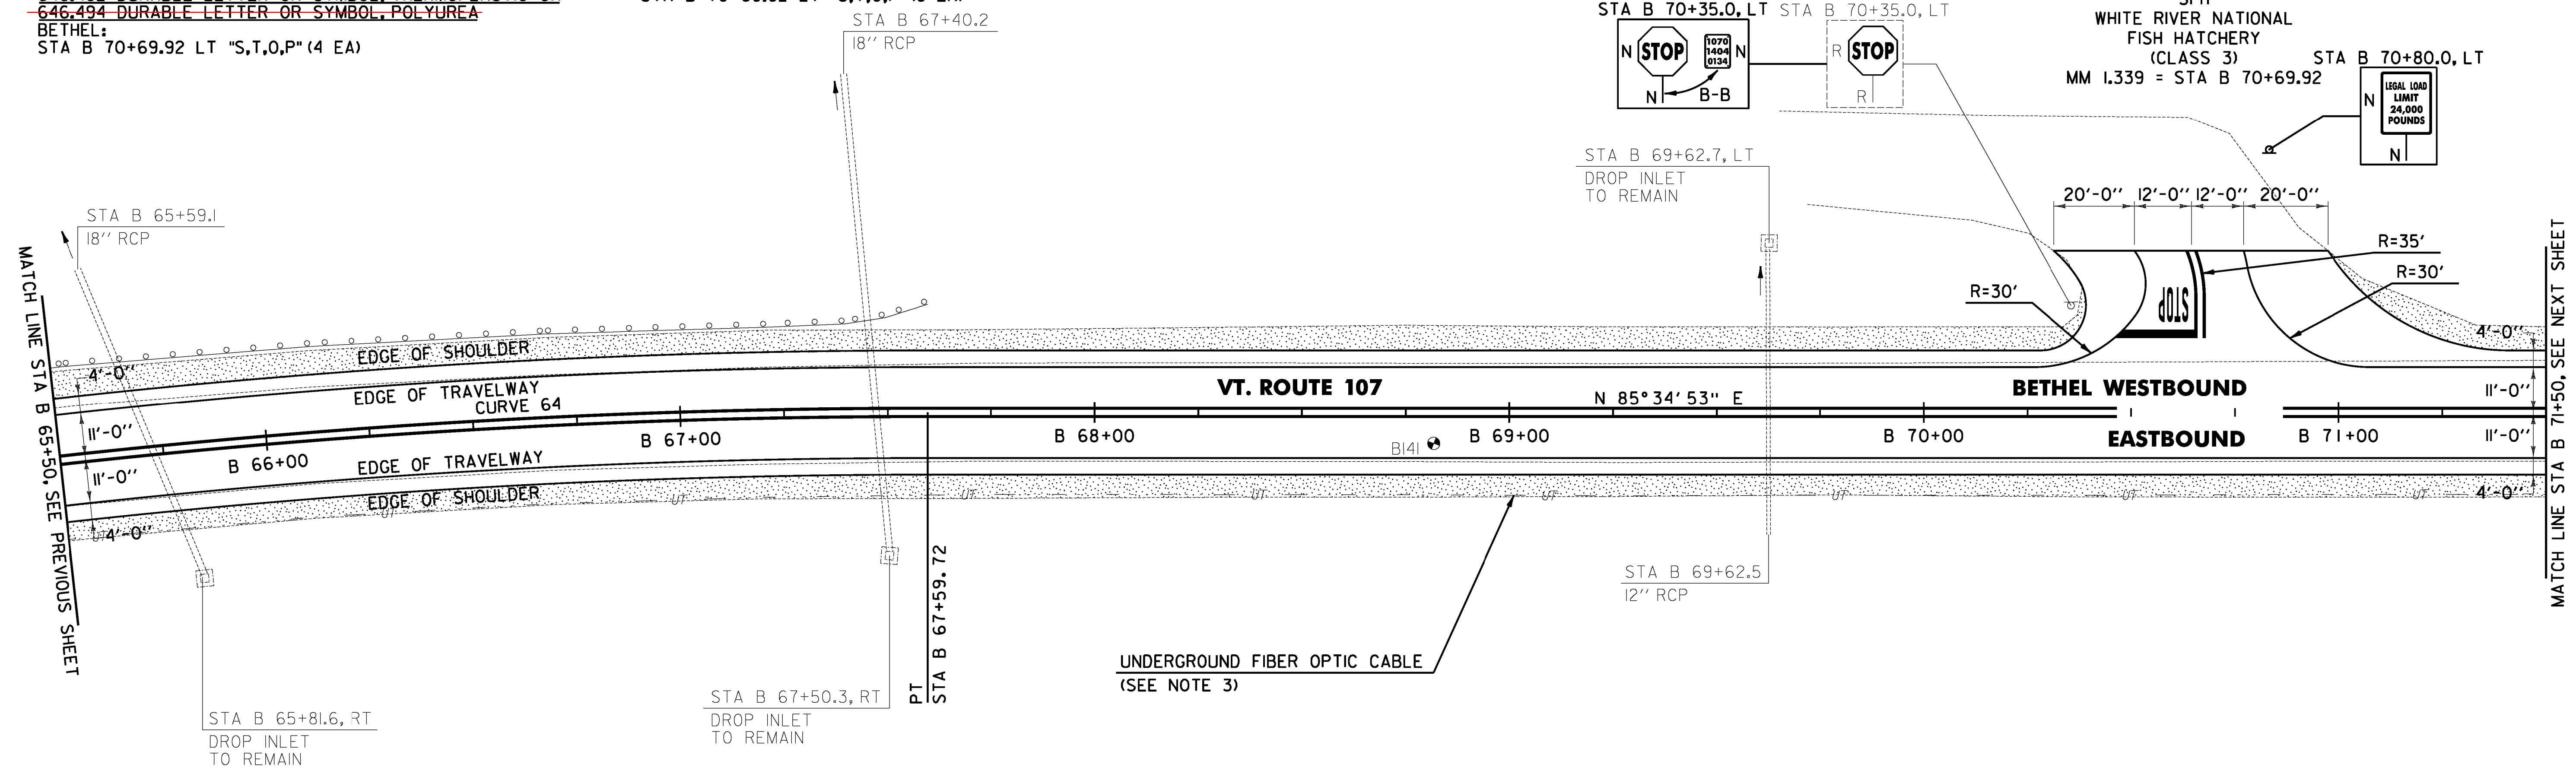 646.494 DURABLE LETTER OR SYMBOL, POLYUREA
BETHEL:
STA B 70+69.92 LT "S,T,O,P" (4 EA)
STA B 67+40.2
18'' RCP
STA B 70+35.0, LT
N STOP 1070 1404 0134 N
N B-B
STA B 70+35.0, LT
R STOP
R
WHITE RIVER NATIONAL
FISH HATCHERY
(CLASS 3)
MM 1.339 = STA B 70+69.92
STA B 70+80.0, LT
N
LEGAL LOAD
LIMIT
24,000
POUNDS
N
STA B 69+62.7, LT
DROP INLET
TO REMAIN
20'-0'' 12'-0'' 12'-0'' 20'-0''
R=35'
R=30'
R=30'
STOP
STA B 65+59.1
18'' RCP
MATCH LINE STA B 65+50, SEE PREVIOUS SHEET
4'-0''
11'-0''
11'-0''
4'-0''
EDGE OF SHOULDER
EDGE OF TRAVELWAY
CURVE 64
EDGE OF TRAVELWAY
EDGE OF SHOULDER
VT. ROUTE 107
N 85° 34' 53" E
BETHEL WESTBOUND
EASTBOUND
B 66+00
B 67+00
B 68+00
B141
B 69+00
B 70+00
B 71+00
4'-0''
11'-0''
11'-0''
4'-0''
UT
UT
UT
UT
UT
UT
UT
UT
UT
MATCH LINE STA B 71+50, SEE NEXT SHEET
PT
STA B 67+59.72
STA B 69+62.5
12'' RCP
UNDERGROUND FIBER OPTIC CABLE
(SEE NOTE 3)
STA B 67+50.3, RT
DROP INLET
TO REMAIN
STA B 65+81.6, RT
DROP INLET
TO REMAIN